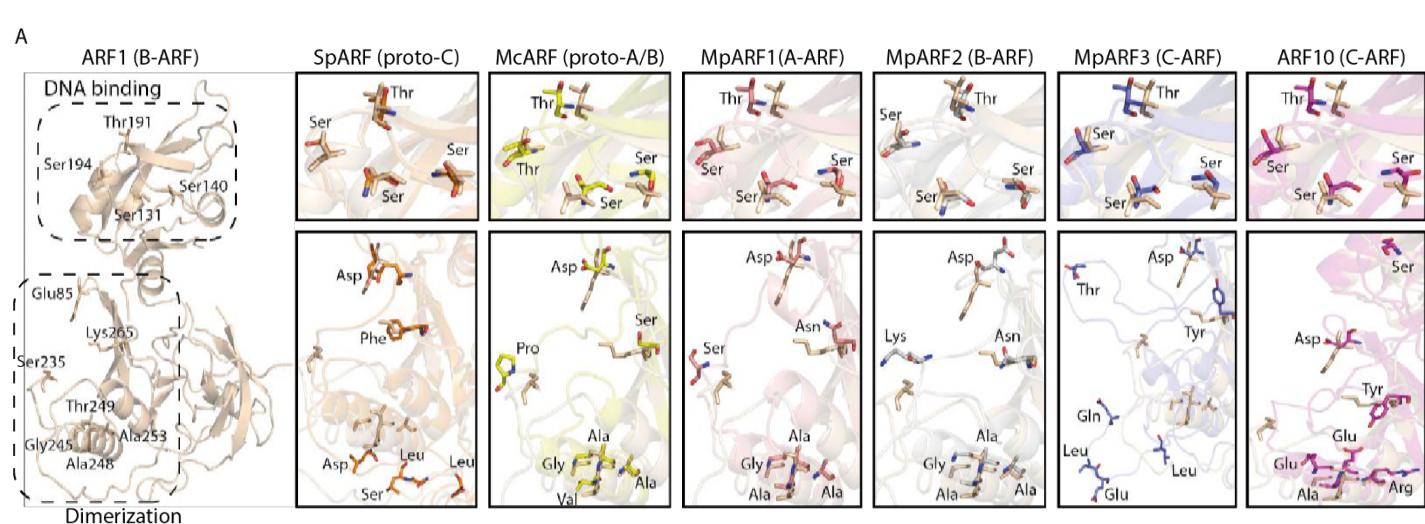 A
ARF1 (B-ARF)
SpARF (proto-C)
McARF (proto-A/B)
MpARF1(A-ARF)
MpARF2 (B-ARF)
MpARF3 (C-ARF)
ARF10 (C-ARF)
DNA binding
Thr191
Ser194
Ser140
Ser131
Glu85
Lys265
Ser235
Thr249
Gly245
Ala253
Ala248
Dimerization
Thr
Ser
Ser
Ser
Thr
Thr
Ser
Ser
Thr
Ser
Ser
Ser
Thr
Ser
Ser
Ser
Thr
Ser
Ser
Ser
Thr
Ser
Ser
Ser
Asp
Phe
Asp
Leu
Ser
Leu
Asp
Ser
Pro
Ala
Gly
Val
Ala
Asp
Asn
Ser
Ala
Gly
Ala
Ala
Asp
Lys
Asn
Ala
Gly
Ala
Ala
Asp
Thr
Tyr
Gln
Leu
Leu
Glu
Ser
Asp
Tyr
Glu
Glu
Ala
Arg